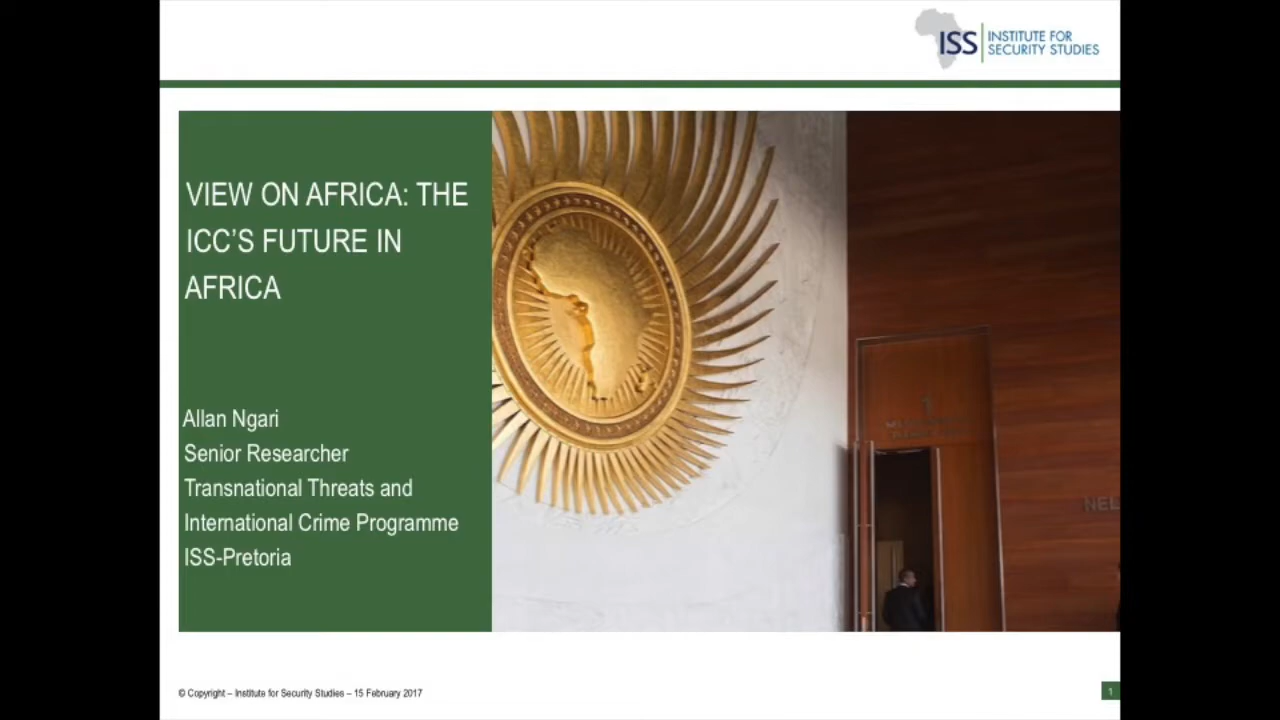 ISS
INSTITUTE FOR
SECURITY STUDIES
VIEW ON AFRICA: THE
ICC'S FUTURE IN
AFRICA
Allan Ngari
Senior Researcher
Transnational Threats and
International Crime Programme
ISS-Pretoria
NEL
© Copyright – Institute for Security Studies – 15 February 2017
1